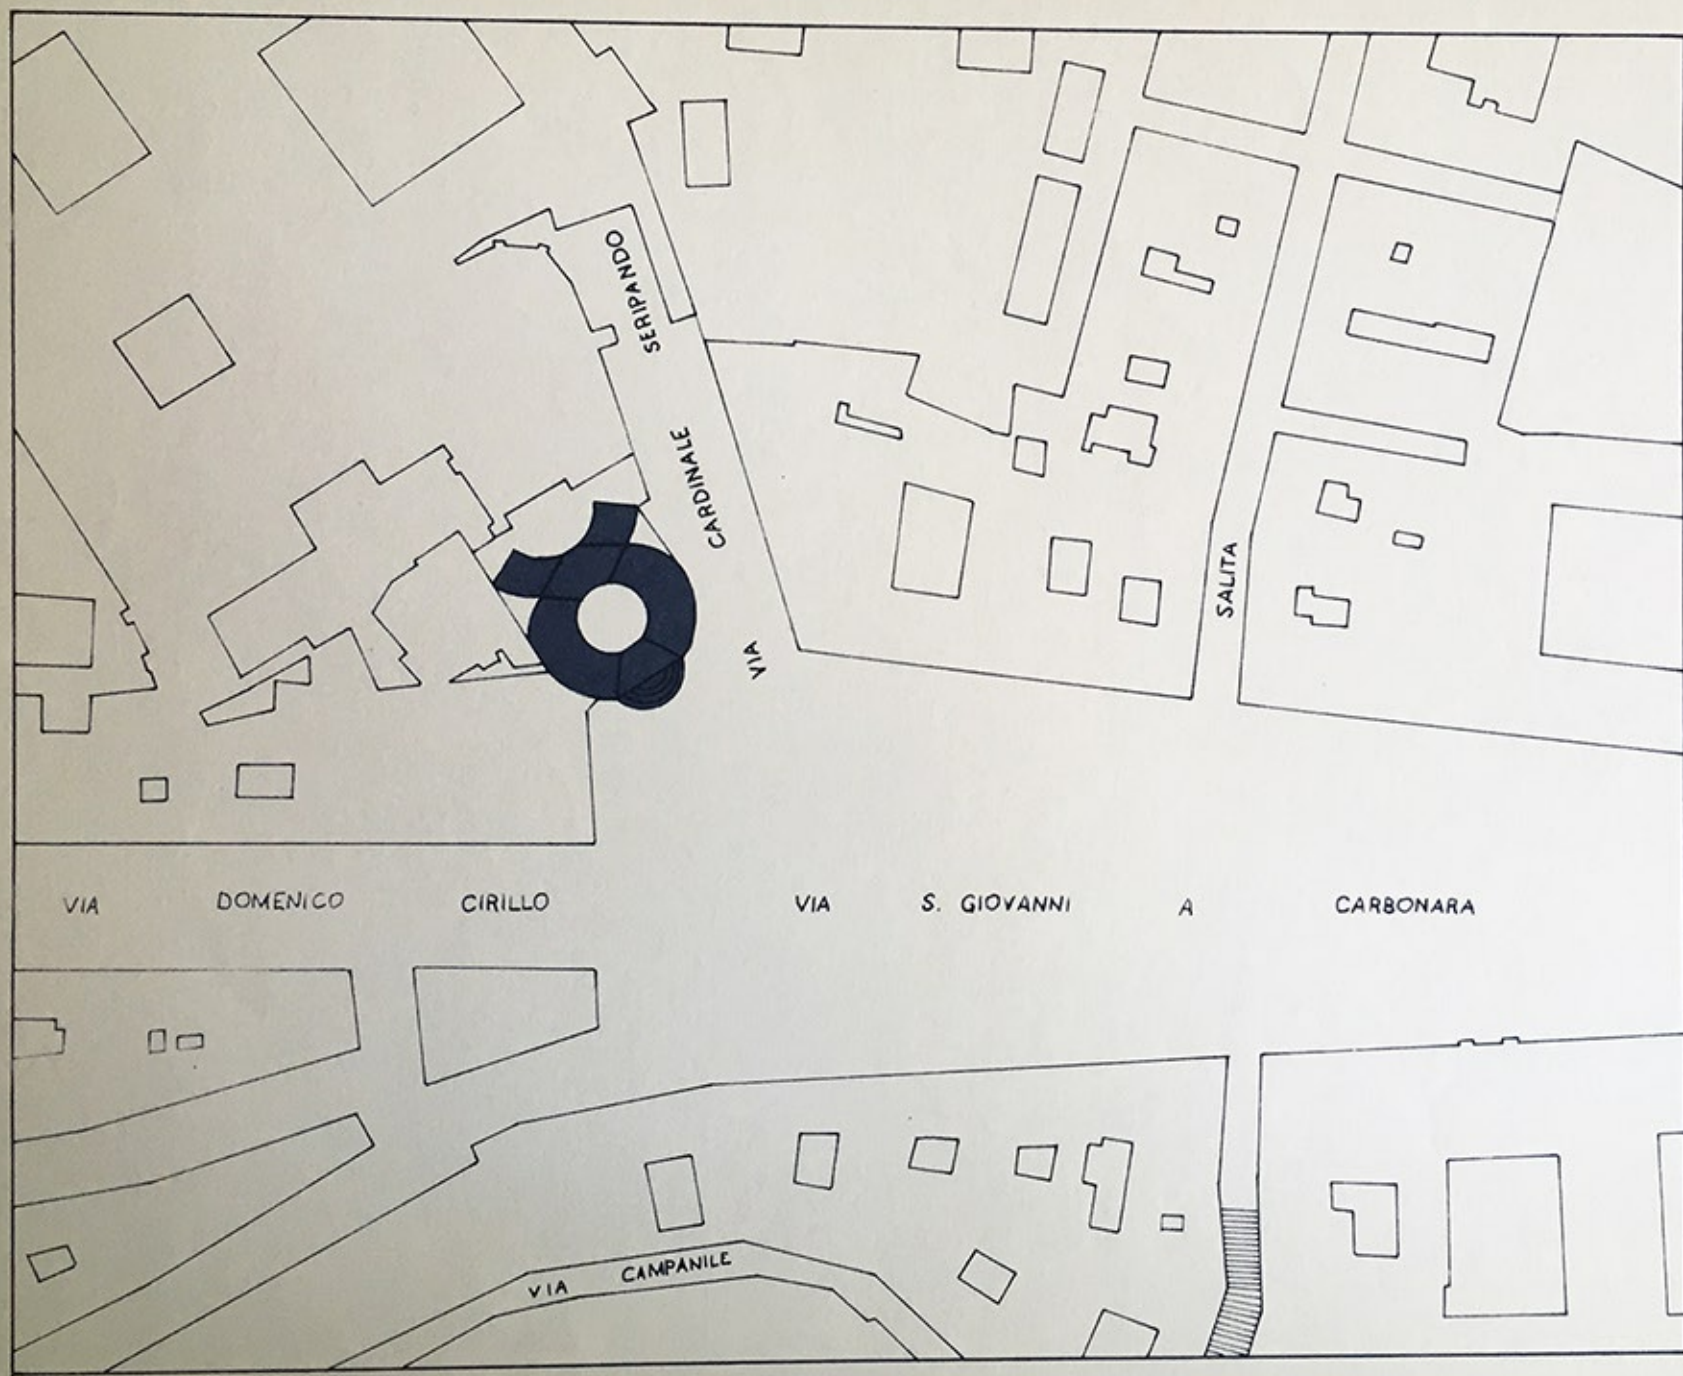 VIA CARDINALE SERIPANDO
SALITA
VIA DOMENICO CIRILLO
VIA S. GIOVANNI A CARBONARA
VIA CAMPANILE